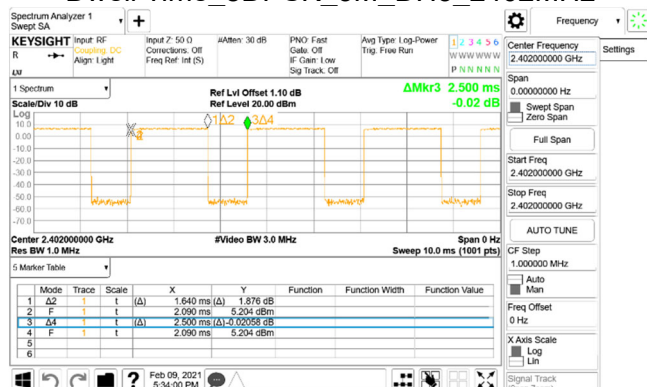 Spectrum Analyzer 1
Swept SA
Frequency
Settings
KEYSIGHT
R
LXI
Input: RF
Coupling: DC
Align: Light
Input Z: 50 Ω
Corrections: Off
Freq Ref: Int (S)
#Atten: 30 dB
PNO: Fast
Gate: Off
IF Gain: Low
Sig Track: Off
Avg Type: Log-Power
Trig: Free Run
1 2 3 4 5 6
W W W W W W
P N N N N N
1 Spectrum
Scale/Div 10 dB
Ref Lvl Offset 1.10 dB
Ref Level 20.00 dBm
ΔMkr3 2.500 ms
-0.02 dB
Log
10.0
0.00
-10.0
-20.0
-30.0
-40.0
-50.0
-60.0
-70.0
1Δ2
3Δ4
Center 2.402000000 GHz
Res BW 1.0 MHz
#Video BW 3.0 MHz
Span 0 Hz
Sweep 10.0 ms (1001 pts)
5 Marker Table
Mode Trace Scale X Y Function Function Width Function Value
1 Δ2 1 t (Δ) 1.640 ms (Δ) 1.876 dB
2 F 1 t 2.090 ms 5.204 dBm
3 Δ4 1 t (Δ) 2.500 ms (Δ) -0.02058 dB
4 F 1 t 2.090 ms 5.204 dBm
5
6
Feb 09, 2021
5:34:00 PM
Center Frequency
2.402000000 GHz
Span
0.00000000 Hz
Swept Span
Zero Span
Full Span
Start Freq
2.402000000 GHz
Stop Freq
2.402000000 GHz
AUTO TUNE
CF Step
1.000000 MHz
Auto
Man
Freq Offset
0 Hz
X Axis Scale
Log
Lin
Signal Track